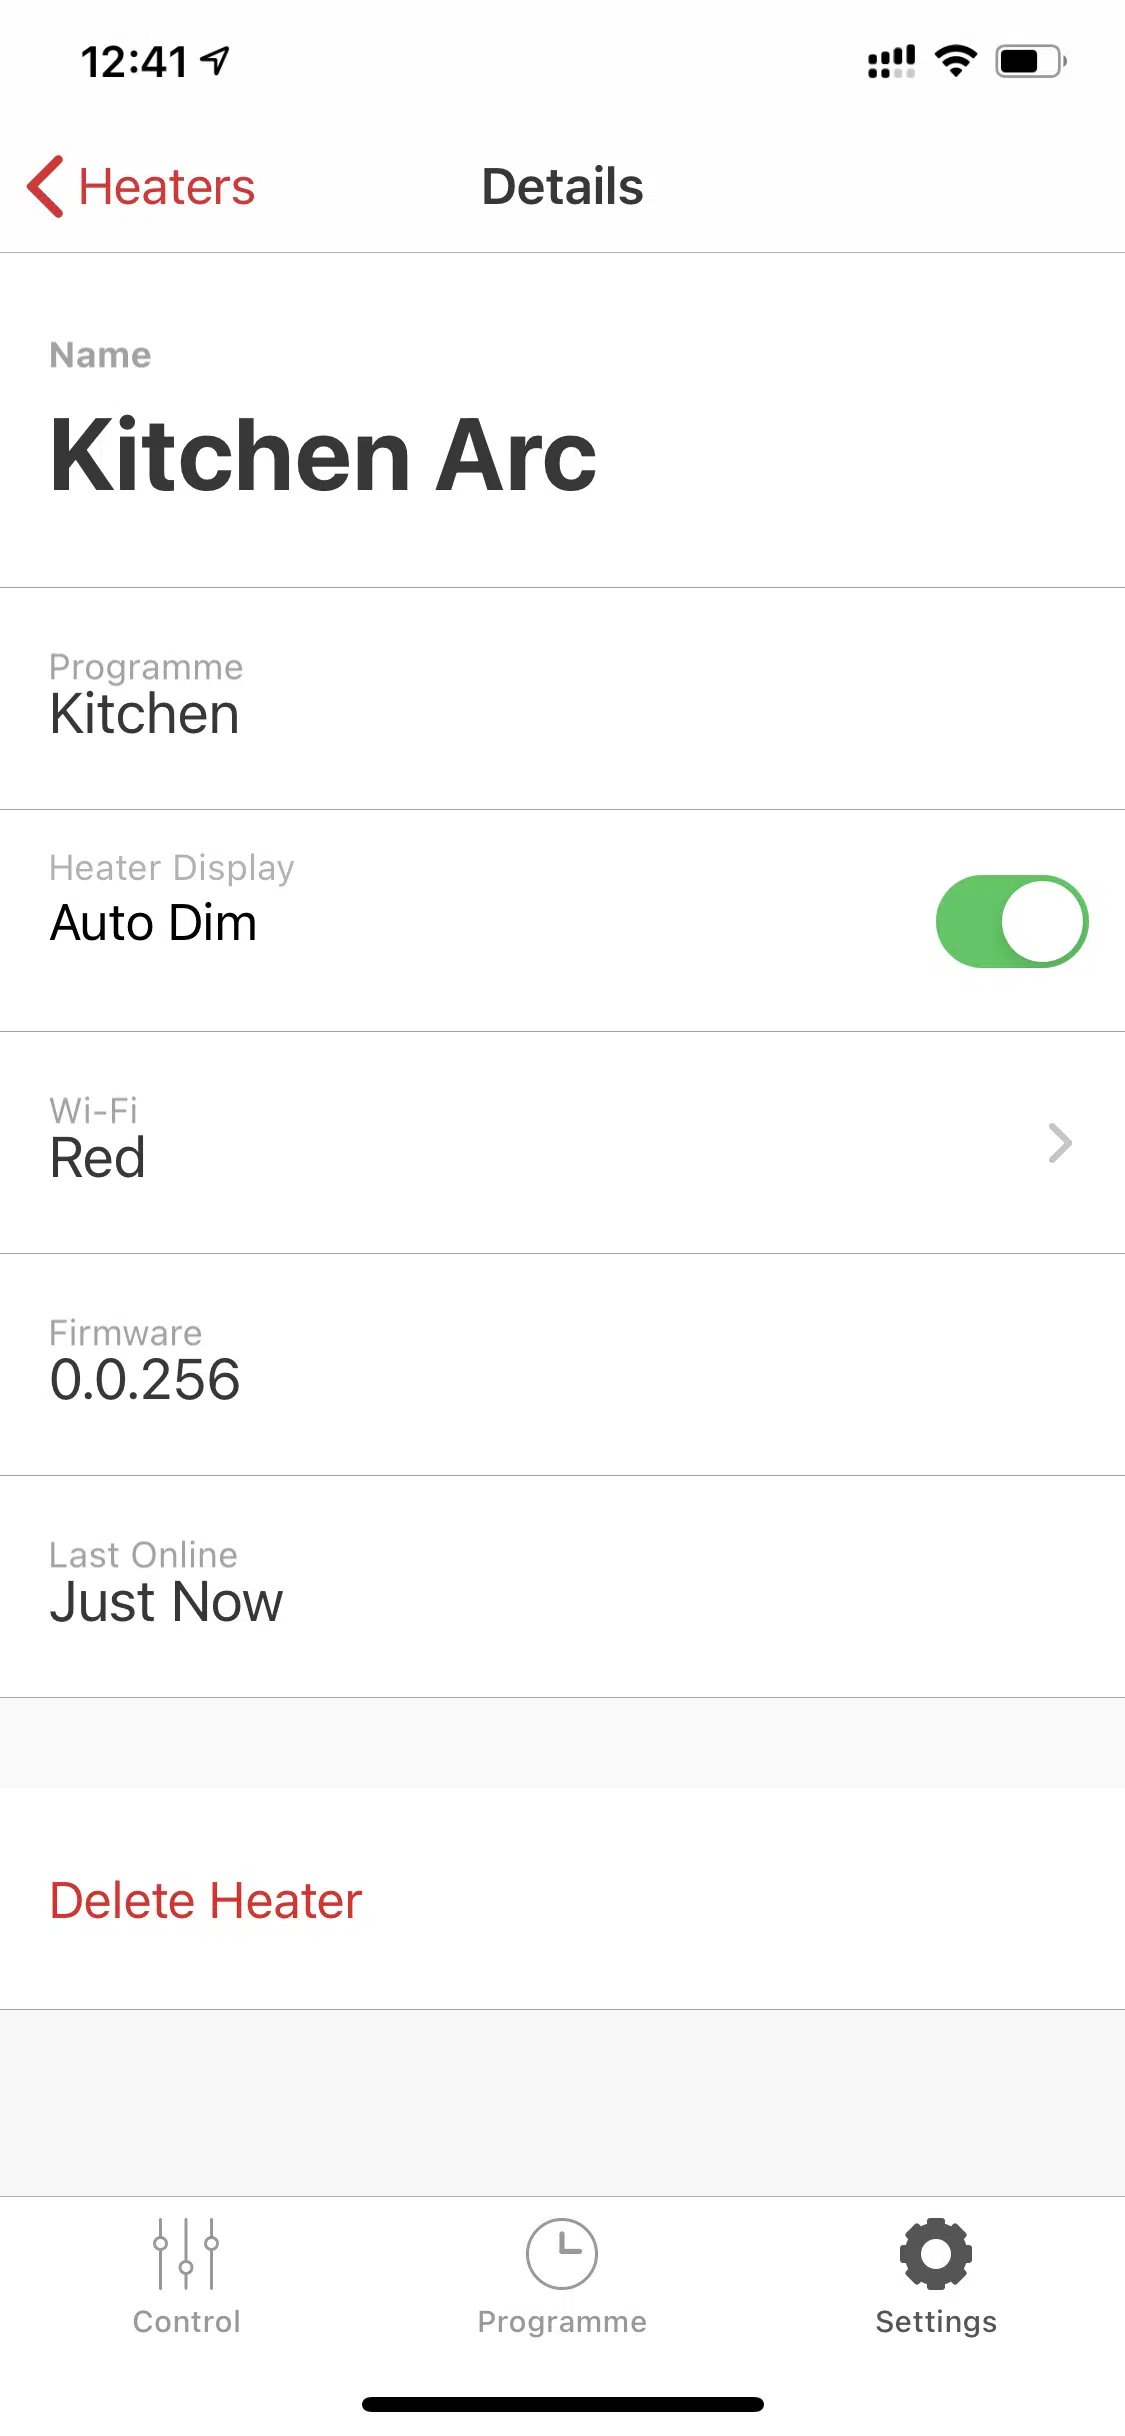 12:41
Heaters
Details
Name
Kitchen Arc
Programme
Kitchen
Heater Display
Auto Dim
Wi-Fi
Red
Firmware
0.0.256
Last Online
Just Now
Delete Heater
Control
Programme
Settings